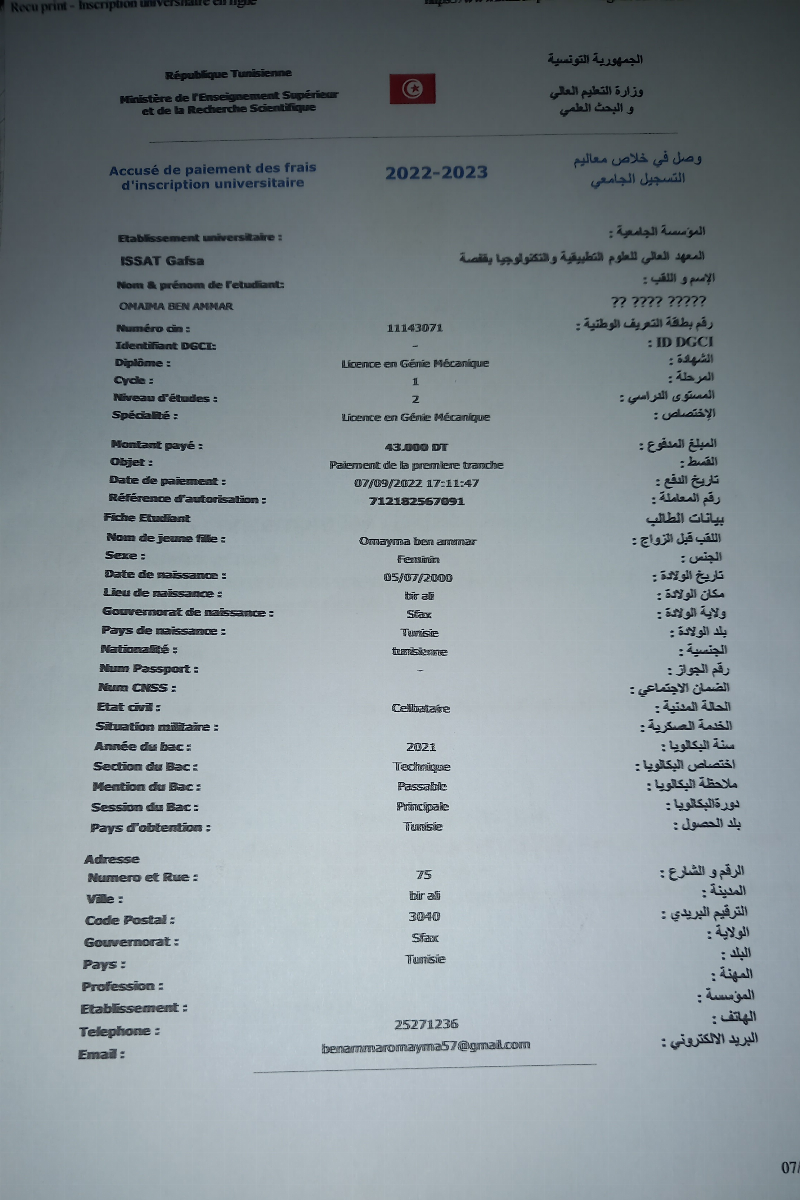 Recu print - Inscription universitaire en ligne
République Tunisienne
الجمهورية التونسية
Ministère de l'Enseignement Supérieur
et de la Recherche Scientifique
وزارة التعليم العالي
و البحث العلمي
Accusé de paiement des frais
d'inscription universitaire
2022-2023
وصل في خلاص معاليم
التسجيل الجامعي
Etablissement universitaire : المؤسسة الجامعية :
ISSAT Gafsa المعهد العالي للعلوم التطبيقية والتكنولوجيا بقفصة
Nom & prénom de l'etudiant: الإسم و اللقب :
OMAIMA BEN AMMAR ?? ???? ?????
Numéro cin : 11143071 رقم بطاقة التعريف الوطنية :
Identifiant DGCI: - ID DGCI :
Diplôme : Licence en Génie Mécanique الشهادة :
Cycle : 1 المرحلة :
Niveau d'études : 2 المستوى الدراسي :
Spécialité : Licence en Génie Mécanique الإختصاص :
Montant payé : 43.000 DT المبلغ المدفوع :
Objet : Paiement de la premiere tranche القسط :
Date de paiement : 07/09/2022 17:11:47 تاريخ الدفع :
Référence d'autorisation : 712182567091 رقم المعاملة :
Fiche Etudiant بيانات الطالب
Nom de jeune fille : Omayma ben ammar اللقب قبل الزواج :
Sexe : Feminin الجنس :
Date de naissance : 05/07/2000 تاريخ الولادة :
Lieu de naissance : bir ali مكان الولادة :
Gouvernorat de naissance : Sfax ولاية الولادة :
Pays de naissance : Tunisie بلد الولادة :
Nationalité : tunisienne الجنسية :
Num Passport : - رقم الجواز :
Num CNSS : الضمان الاجتماعي :
Etat civil : Celibataire الحالة المدنية :
Situation militaire : الخدمة العسكرية :
Année du bac : 2021 سنة البكالويا :
Section du Bac : Technique اختصاص البكالويا :
Mention du Bac : Passable ملاحظة البكالويا :
Session du Bac : Principale دورةالبكالويا :
Pays d'obtention : Tunisie بلد الحصول :
Adresse
Numero et Rue : 75 الرقم و الشارع :
Ville : bir ali المدينة :
Code Postal : 3040 الترقيم البريدي :
Gouvernorat : Sfax الولاية :
Pays : Tunisie البلد :
Profession : المهنة :
Etablissement : المؤسسة :
Telephone : 25271236 الهاتف :
Email : benammaromayma57@gmail.com البريد الالكتروني :
07/